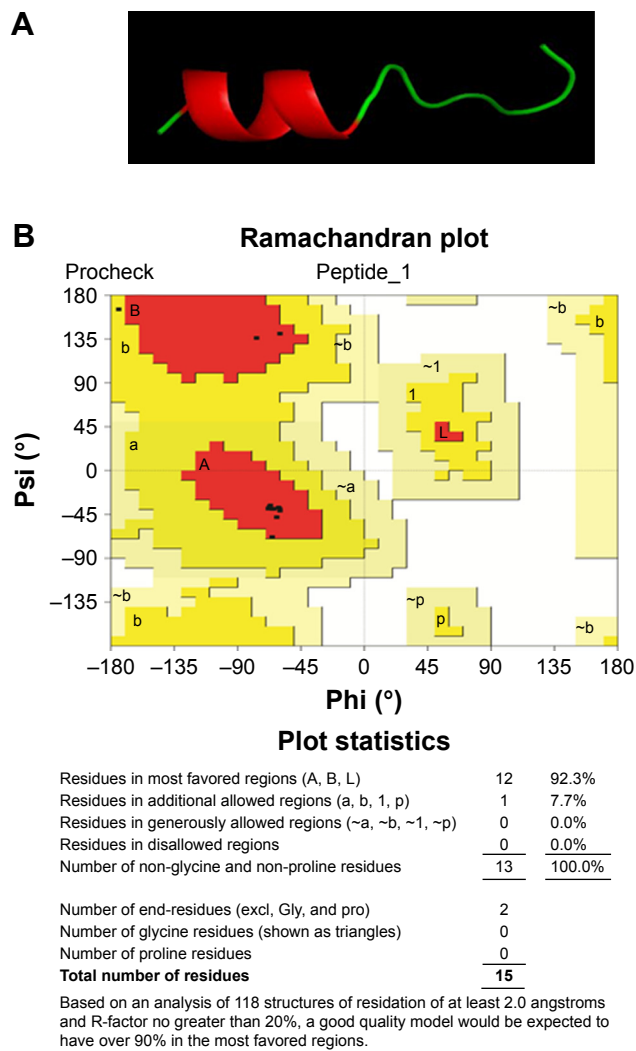 A
B
Ramachandran plot
Procheck Peptide_1
180
135
90
45
0
–45
–90
–135
Psi (°)
B
b
a
A
~a
~b
~1
1
L
~b
b
~b
b
~p
p
~b
–180 –135 –90 –45 0 45 90 135 180
Phi (°)
Plot statistics
Residues in most favored regions (A, B, L) 12 92.3%
Residues in additional allowed regions (a, b, 1, p) 1 7.7%
Residues in generously allowed regions (~a, ~b, ~1, ~p) 0 0.0%
Residues in disallowed regions 0 0.0%
Number of non-glycine and non-proline residues 13 100.0%
Number of end-residues (excl, Gly, and pro) 2
Number of glycine residues (shown as triangles) 0
Number of proline residues 0
Total number of residues 15
Based on an analysis of 118 structures of residation of at least 2.0 angstroms
and R-factor no greater than 20%, a good quality model would be expected to
have over 90% in the most favored regions.